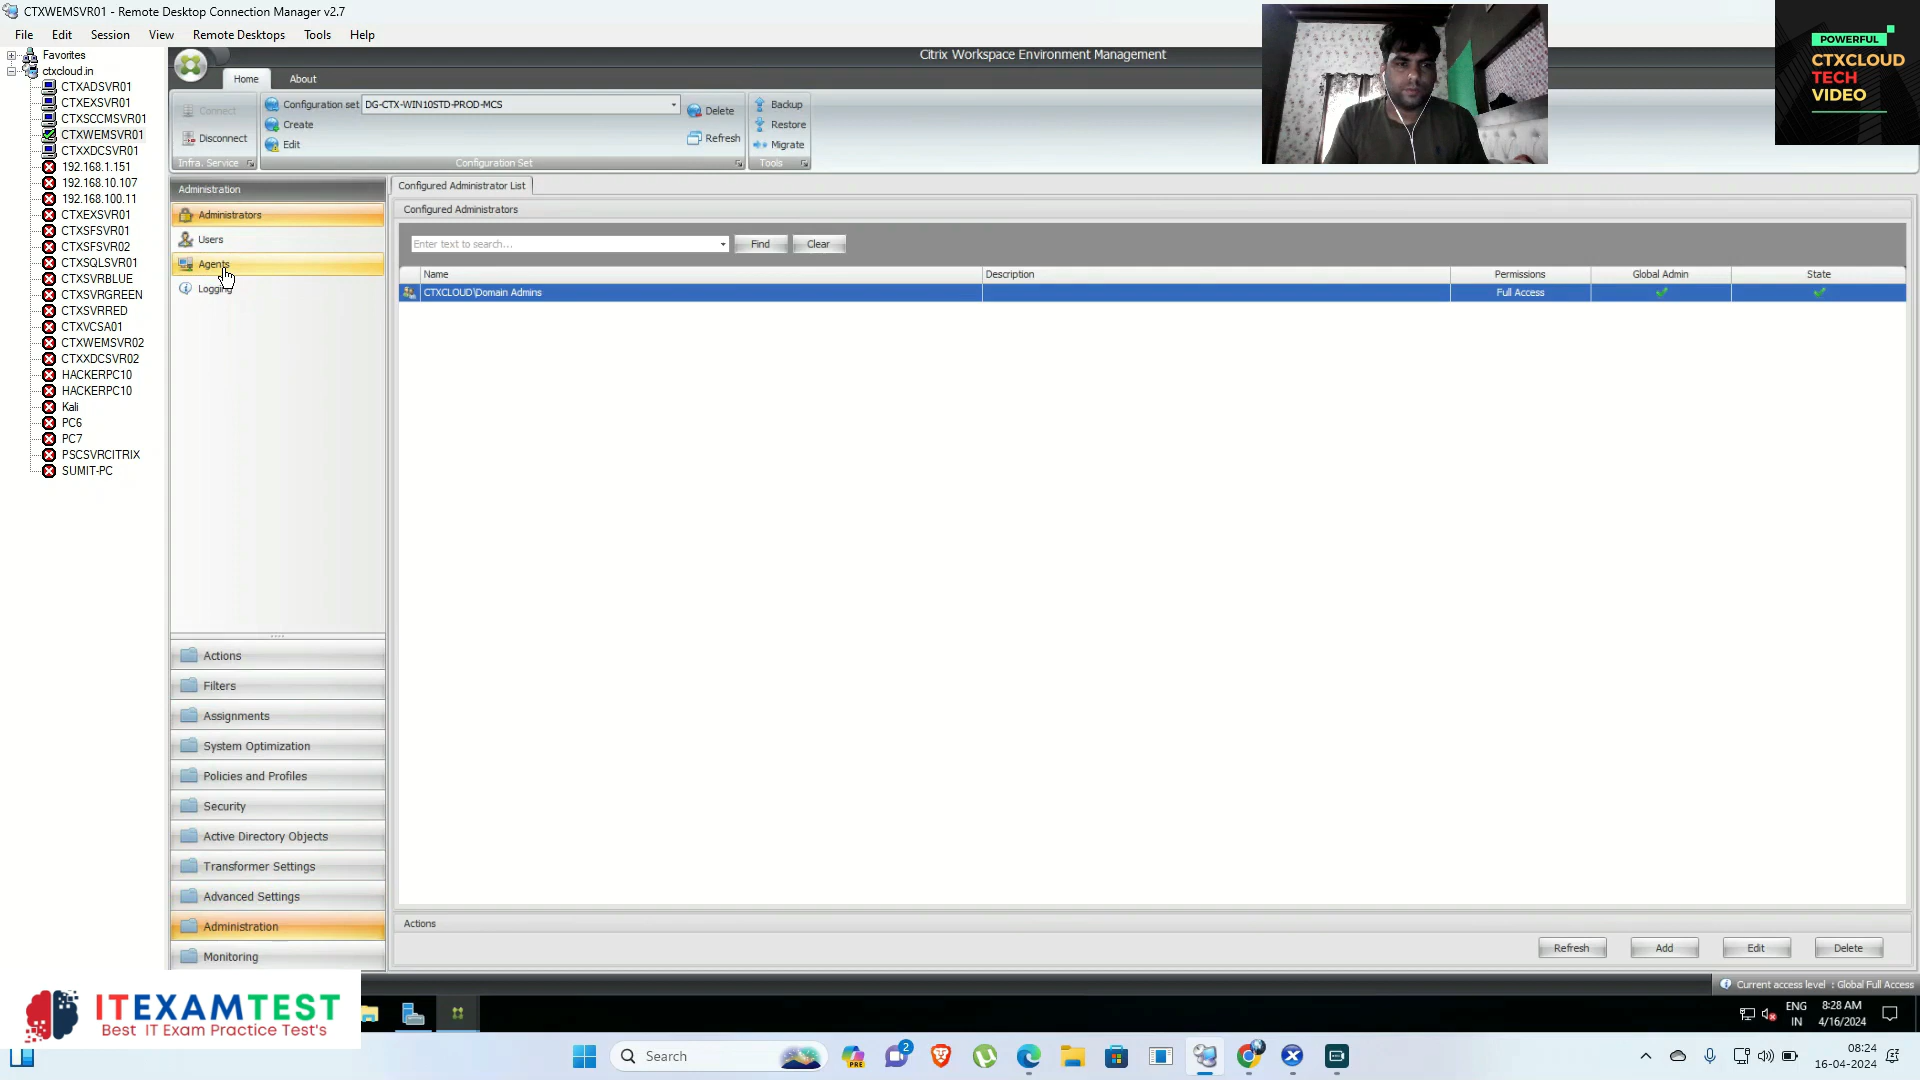 CTXWEMSVR01 - Remote Desktop Connection Manager v2.7
File Edit Session View Remote Desktops Tools Help
Favorites
ctxcloud.in
CTXADSVR01
CTXEXSVR01
CTXSCCMSVR01
CTXWEMSVR01
CTXXDCSVR01
192.168.1.151
192.168.10.107
192.168.100.11
CTXEXSVR01
CTXSFSVR01
CTXSFSVR02
CTXSQLSVR01
CTXSVRBLUE
CTXSVRGREEN
CTXSVRRED
CTXVCSA01
CTXWEMSVR02
CTXXDCSVR02
HACKERPC10
HACKERPC10
Kali
PC6
PC7
PSCSVRCITRIX
SUMIT-PC
Citrix Workspace Environment Management
Home About
Connect
Disconnect
Infra. Service
Configuration set DG-CTX-WIN10STD-PROD-MCS
Create
Edit
Delete
Refresh
Configuration Set
Backup
Restore
Migrate
Tools
POWERFUL
CTXCLOUD
TECH
VIDEO
Administration
Administrators
Users
Agents
Logging
Actions
Filters
Assignments
System Optimization
Policies and Profiles
Security
Active Directory Objects
Transformer Settings
Advanced Settings
Administration
Monitoring
Configured Administrator List
Configured Administrators
Enter text to search... Find Clear
Name Description Permissions Global Admin State
CTXCLOUD\Domain Admins Full Access
Actions
Refresh Add Edit Delete
Current access level : Global Full Access
ITEXAMTEST
Best IT Exam Practice Test's
ENG
IN
8:28 AM
4/16/2024
Search
PRE
2
08:24
16-04-2024